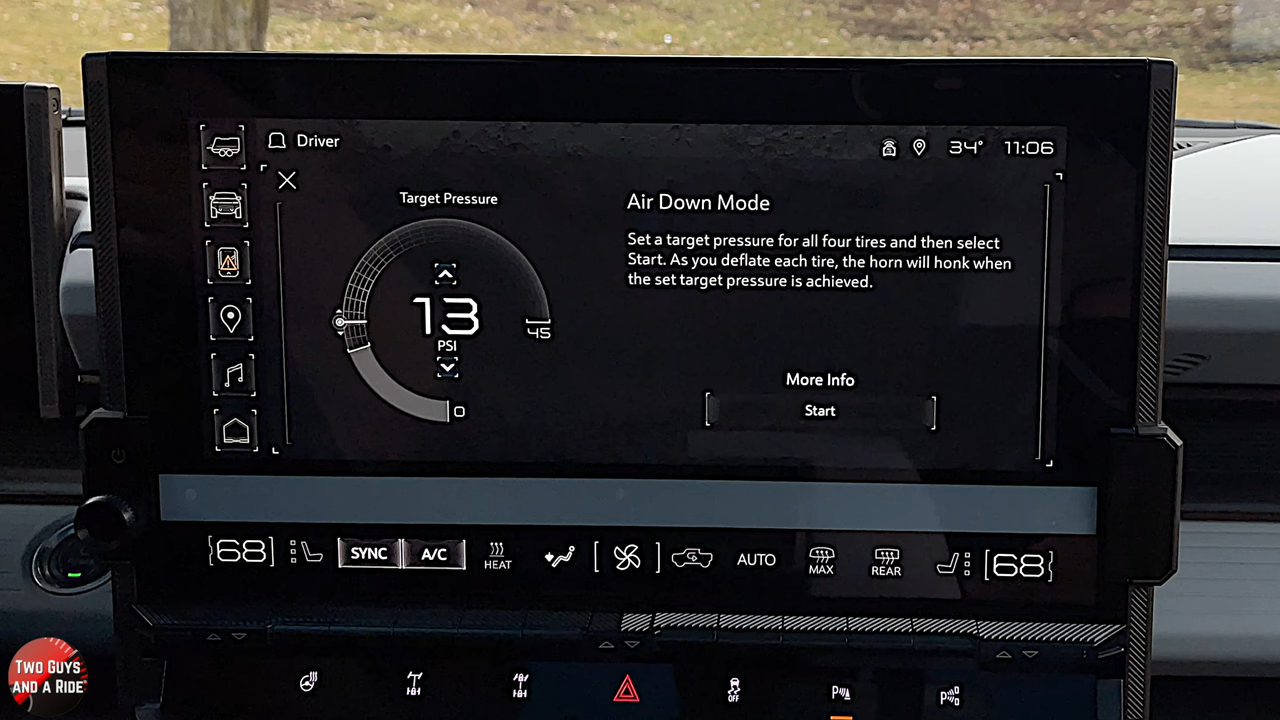 Driver
34° 11:06
Target Pressure
13
PSI
45
0
Air Down Mode
Set a target pressure for all four tires and then select
Start. As you deflate each tire, the horn will honk when
the set target pressure is achieved.
More Info
Start
68 SYNC A/C HEAT AUTO MAX REAR 68
OFF P P
TWO GUYS
AND A RIDE